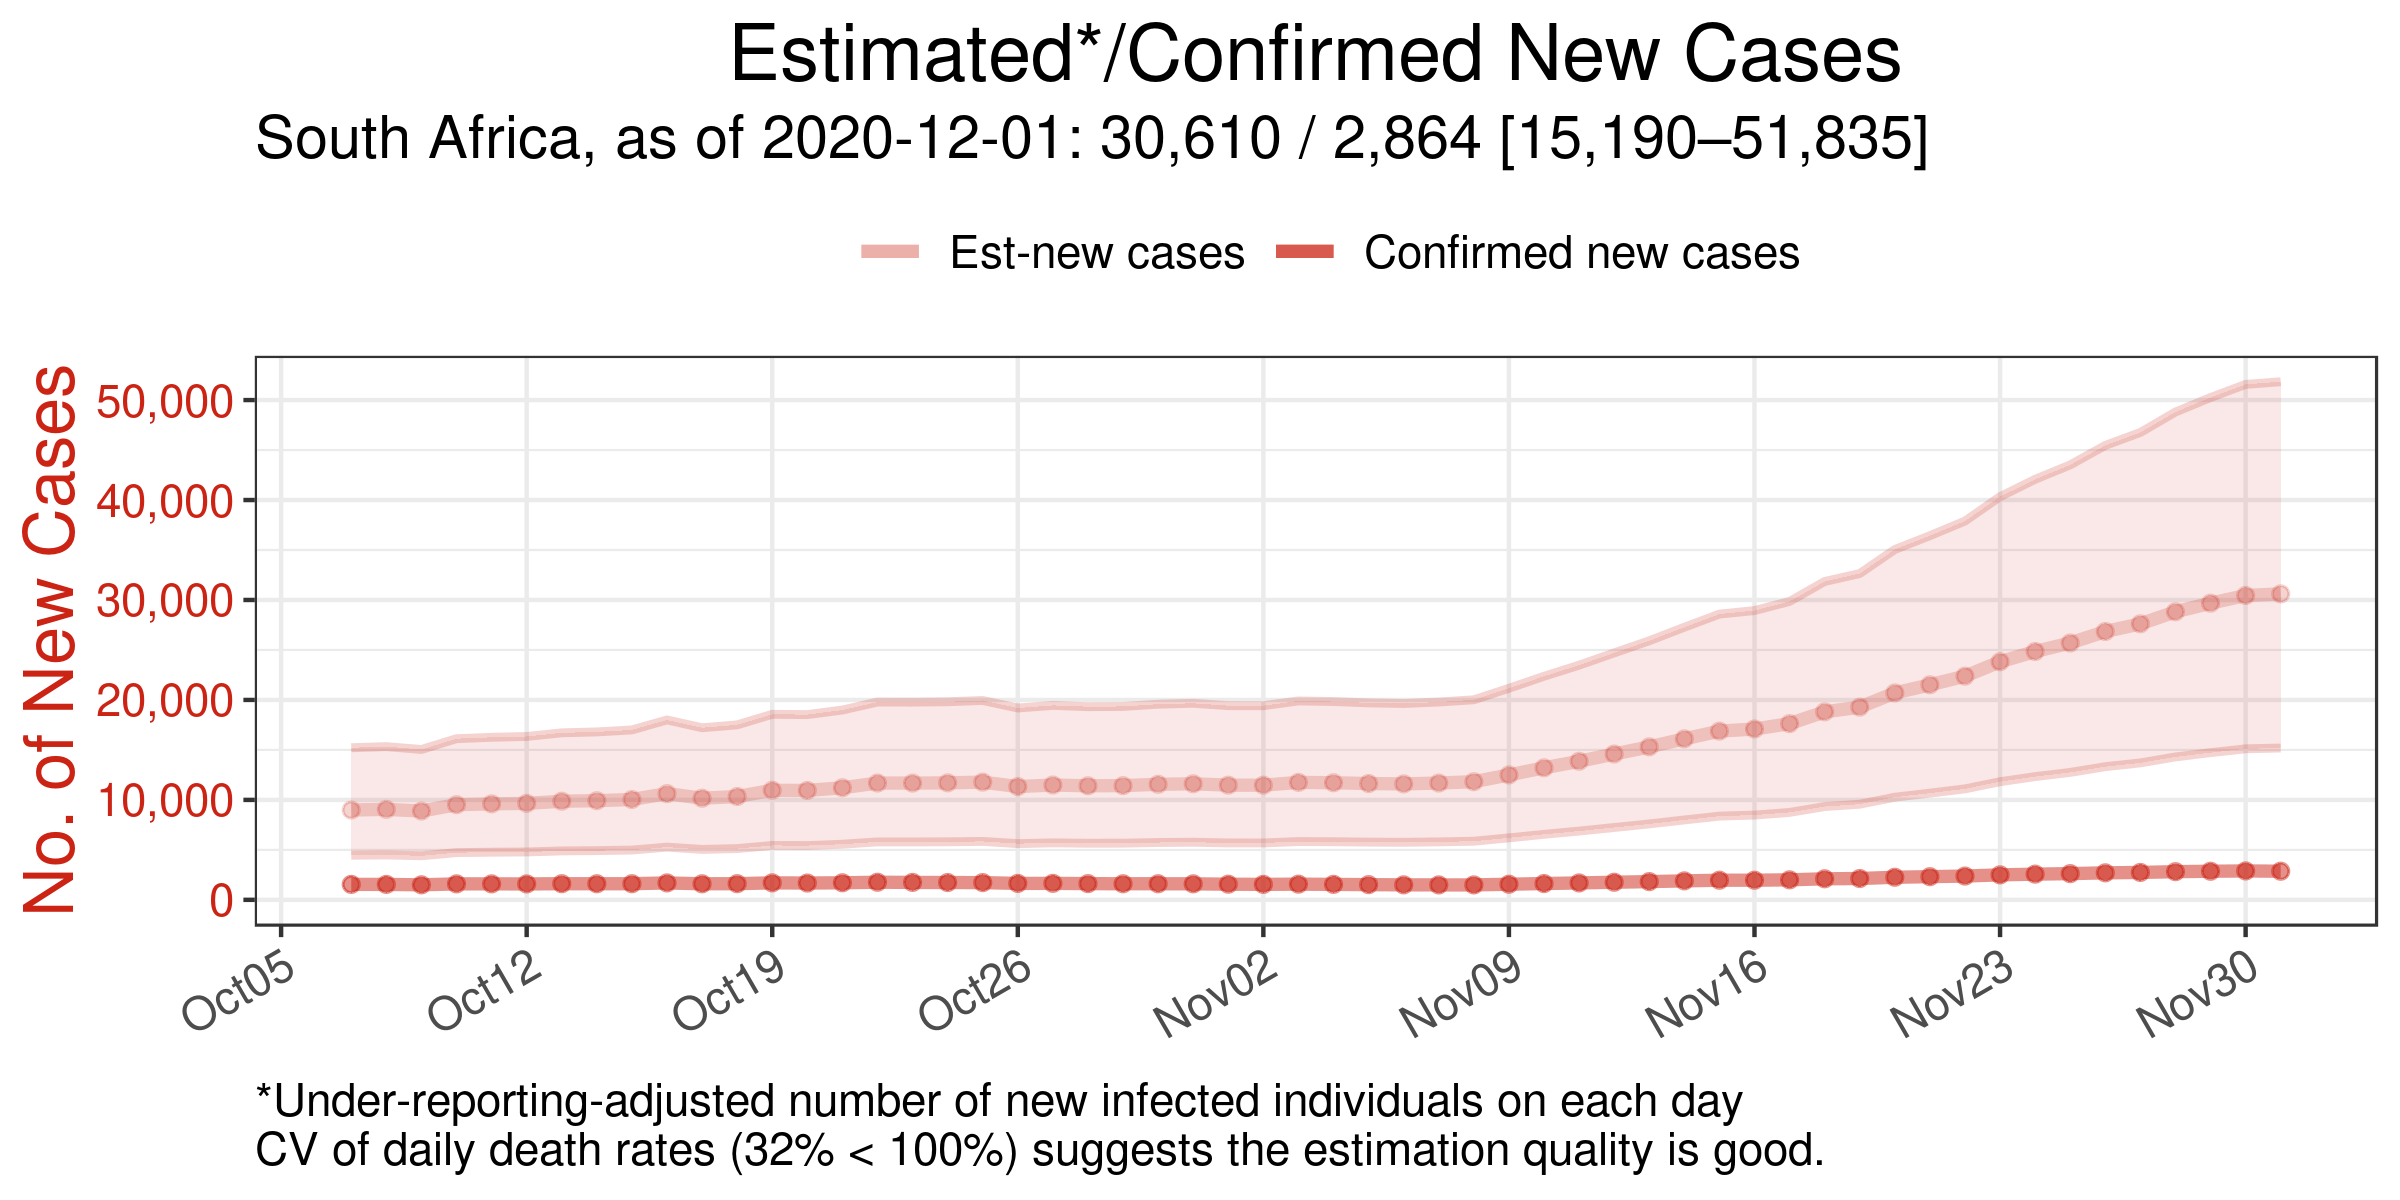 Estimated*/Confirmed New Cases
South Africa, as of 2020-12-01: 30,610 / 2,864 [15,190–51,835]
Est-new cases Confirmed new cases
No. of New Cases
50,000
40,000
30,000
20,000
10,000
0
Oct05 Oct12 Oct19 Oct26 Nov02 Nov09 Nov16 Nov23 Nov30
*Under-reporting-adjusted number of new infected individuals on each day
CV of daily death rates (32% < 100%) suggests the estimation quality is good.